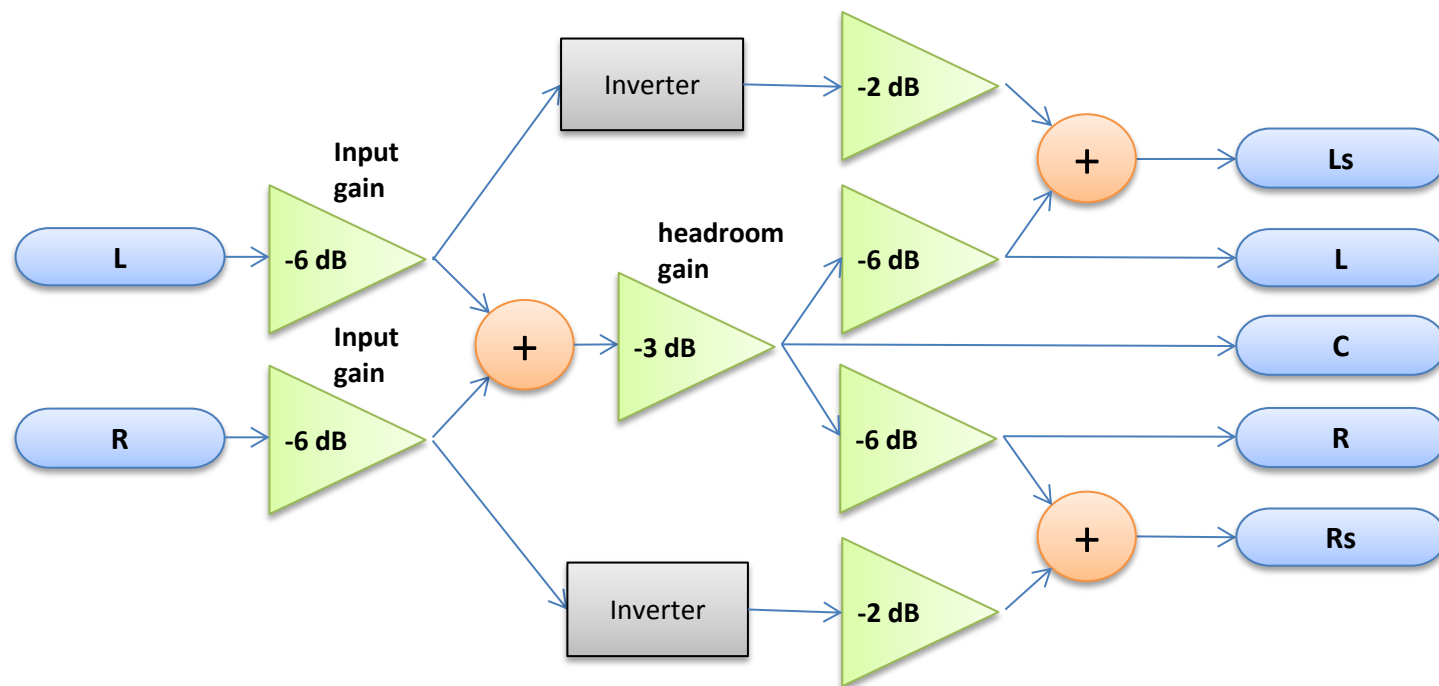 Inverter
-2 dB
+
Ls
Input
gain
L
-6 dB
headroom
gain
-6 dB
L
Input
gain
+
-3 dB
C
R
-6 dB
-6 dB
R
+
Rs
Inverter
-2 dB